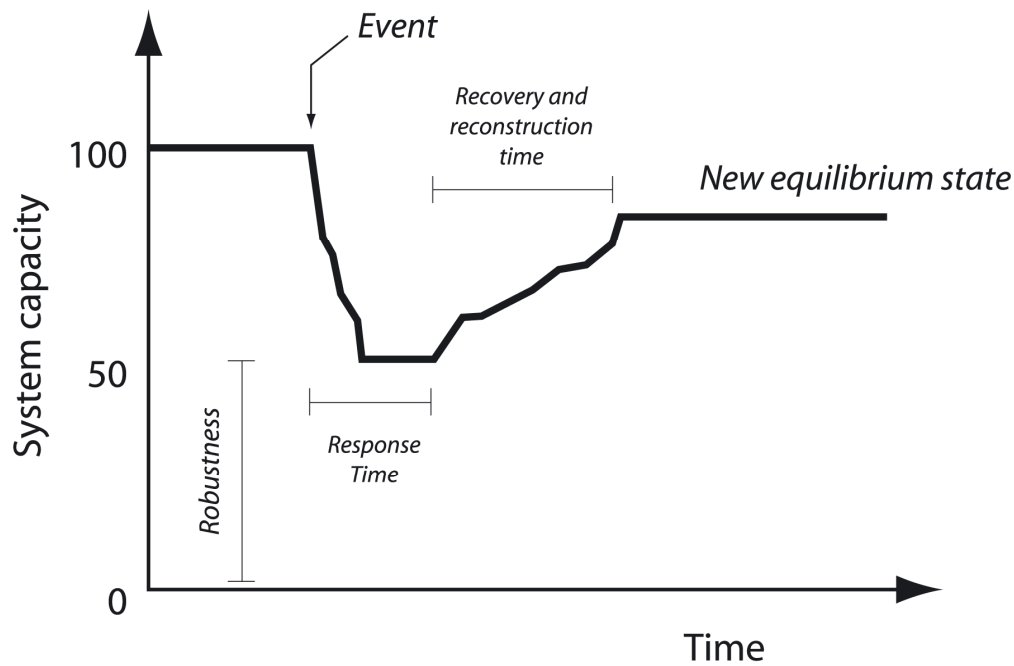 Event
Recovery and
reconstruction
time
100
New equilibrium state
System capacity
50
Robustness
Response
Time
0
Time